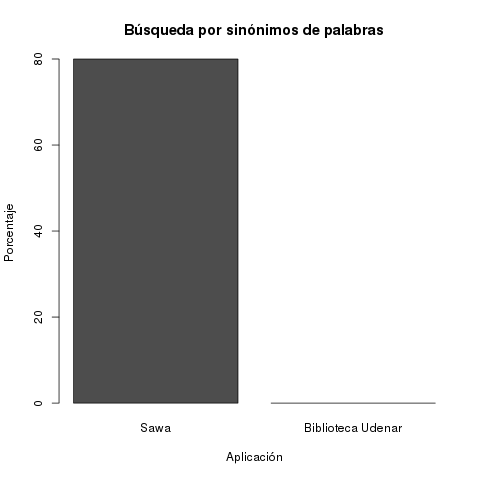 Búsqueda por sinónimos de palabras
Porcentaje
80
60
40
20
0
Sawa
Biblioteca Udenar
Aplicación